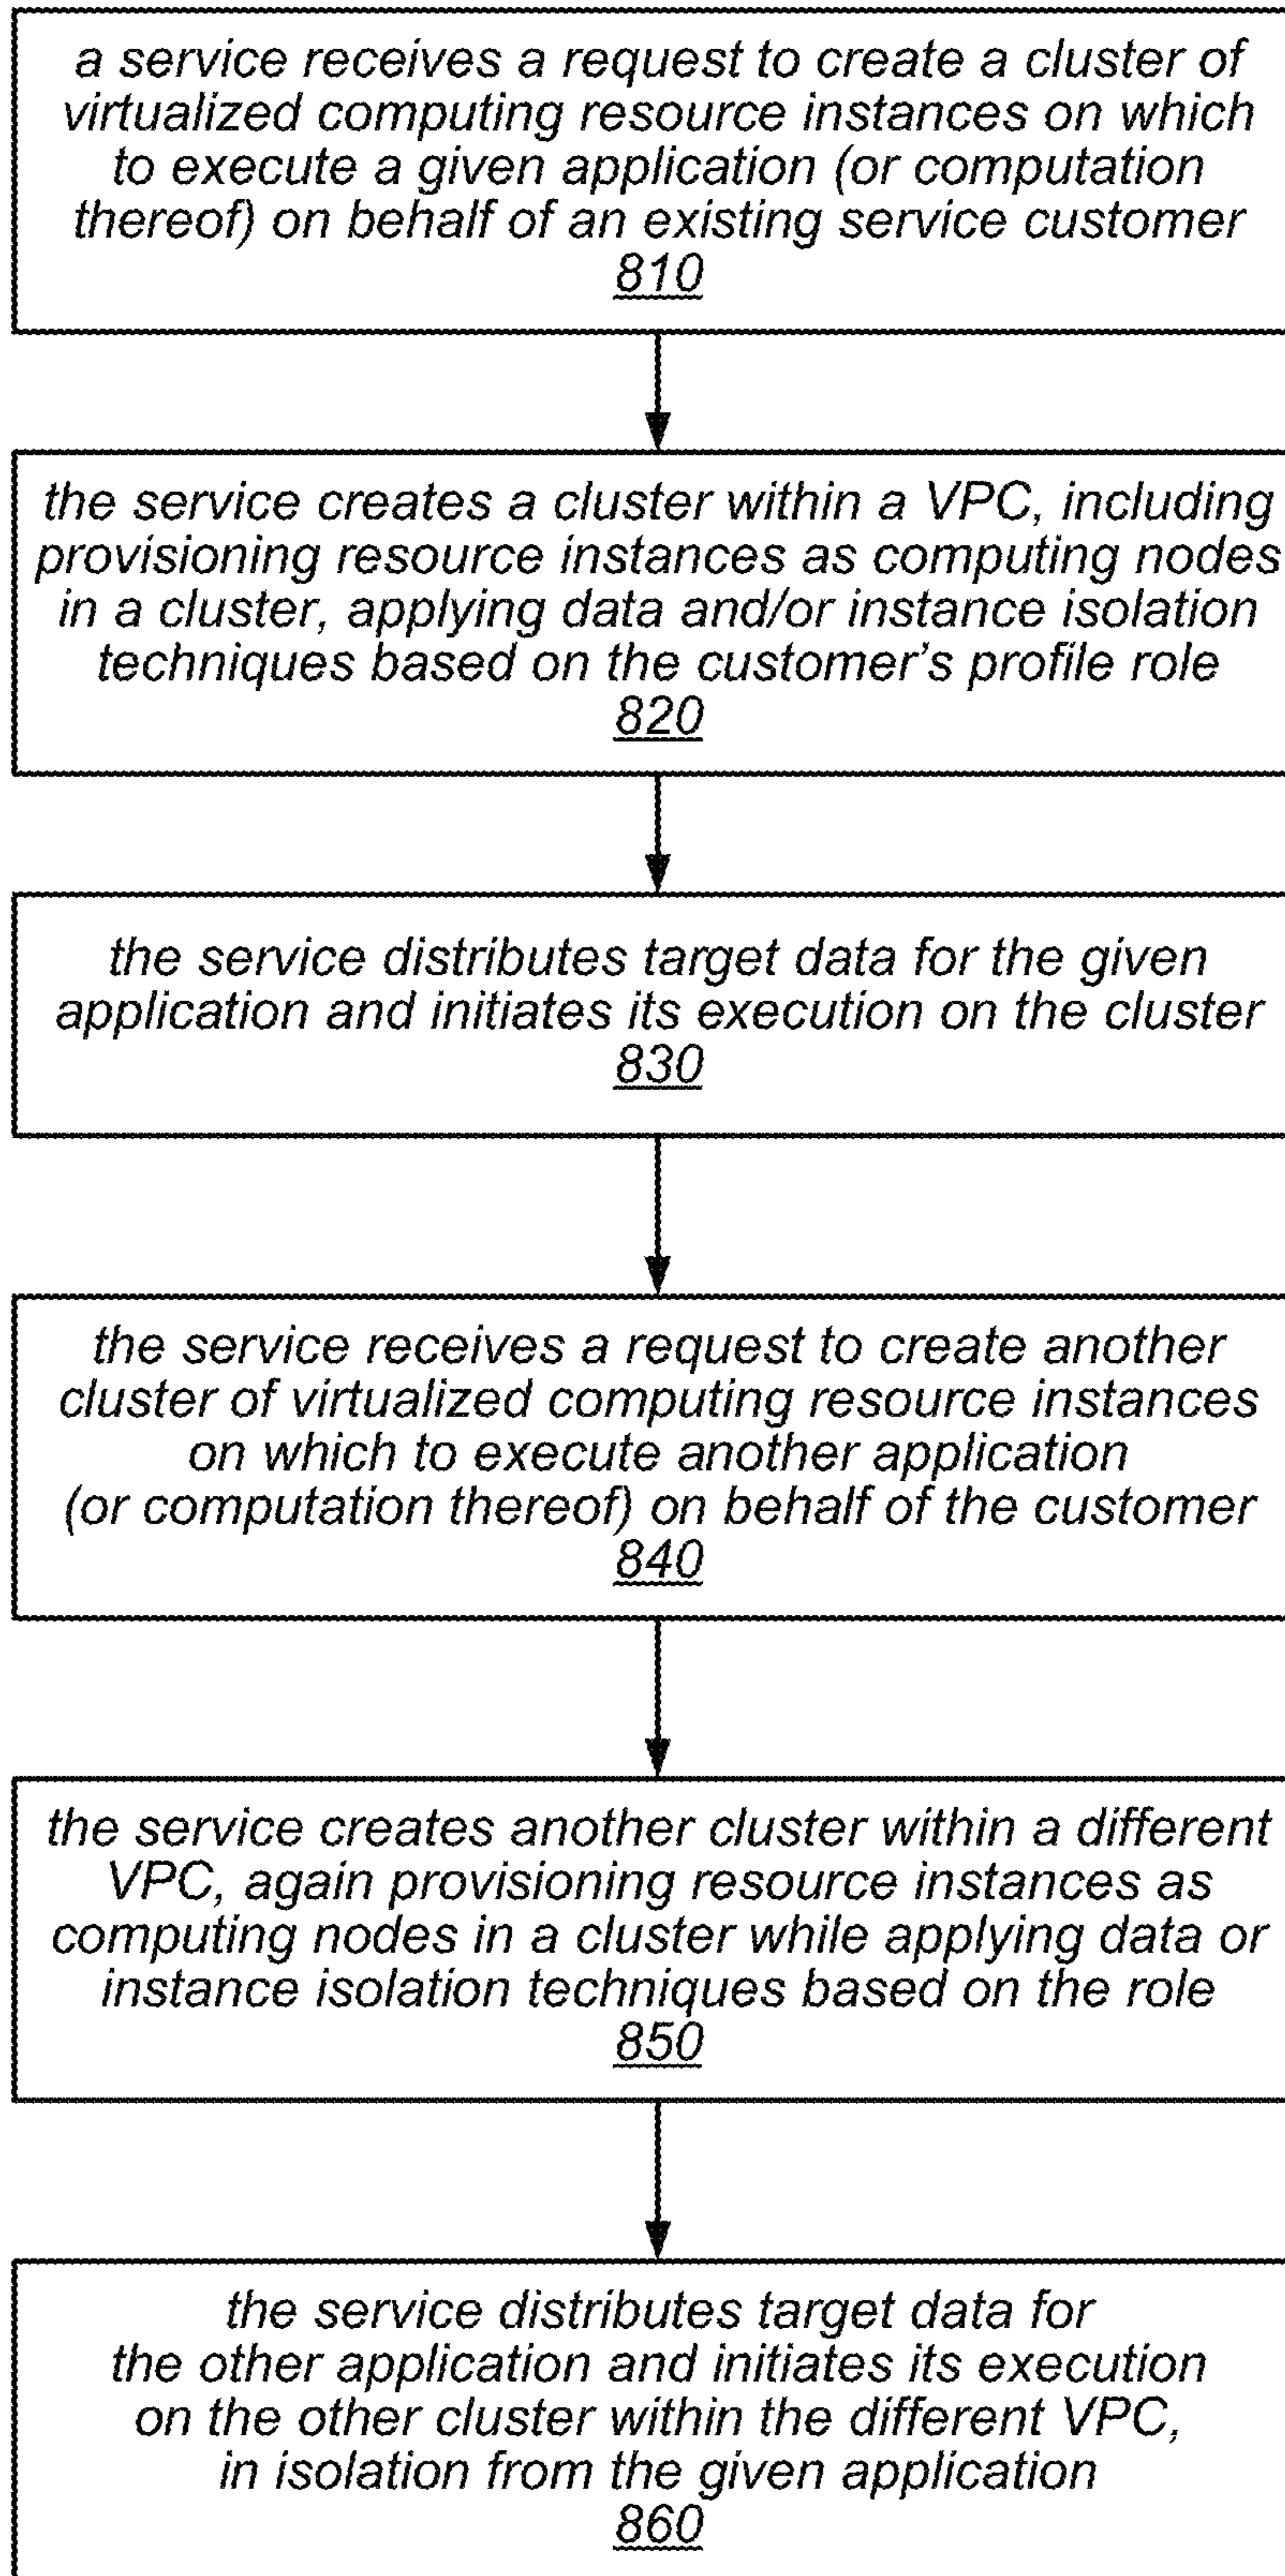 a service receives a request to create a cluster of
virtualized computing resource instances on which
to execute a given application (or computation
thereof) on behalf of an existing service customer
810
the service creates a cluster within a VPC, including
provisioning resource instances as computing nodes
in a cluster, applying data and/or instance isolation
techniques based on the customer's profile role
820
the service distributes target data for the given
application and initiates its execution on the cluster
830
the service receives a request to create another
cluster of virtualized computing resource instances
on which to execute another application
(or computation thereof) on behalf of the customer
840
the service creates another cluster within a different
VPC, again provisioning resource instances as
computing nodes in a cluster while applying data or
instance isolation techniques based on the role
850
the service distributes target data for
the other application and initiates its execution
on the other cluster within the different VPC,
in isolation from the given application
860